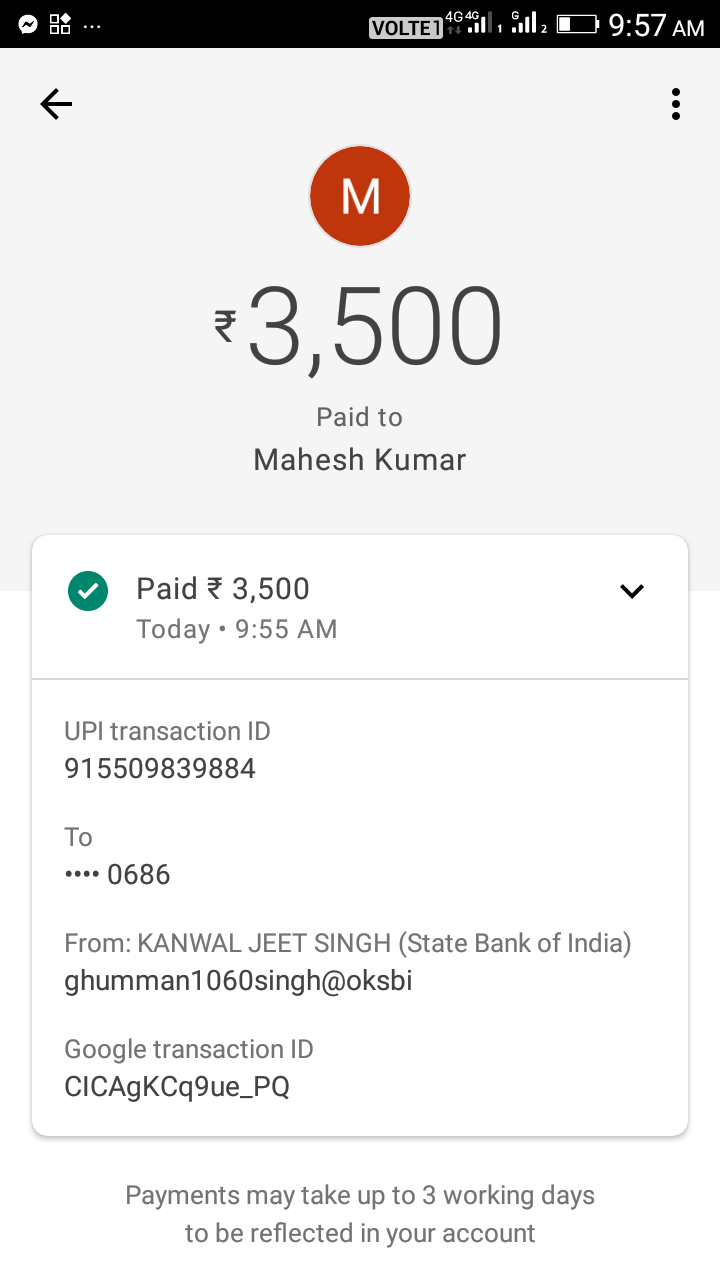 VOLTE1 4G 4G 1 G 2 9:57 AM
M
₹3,500
Paid to
Mahesh Kumar
Paid ₹ 3,500
Today • 9:55 AM
UPI transaction ID
915509839884
To
•••• 0686
From: KANWAL JEET SINGH (State Bank of India)
ghumman1060singh@oksbi
Google transaction ID
CICAgKCq9ue_PQ
Payments may take up to 3 working days
to be reflected in your account